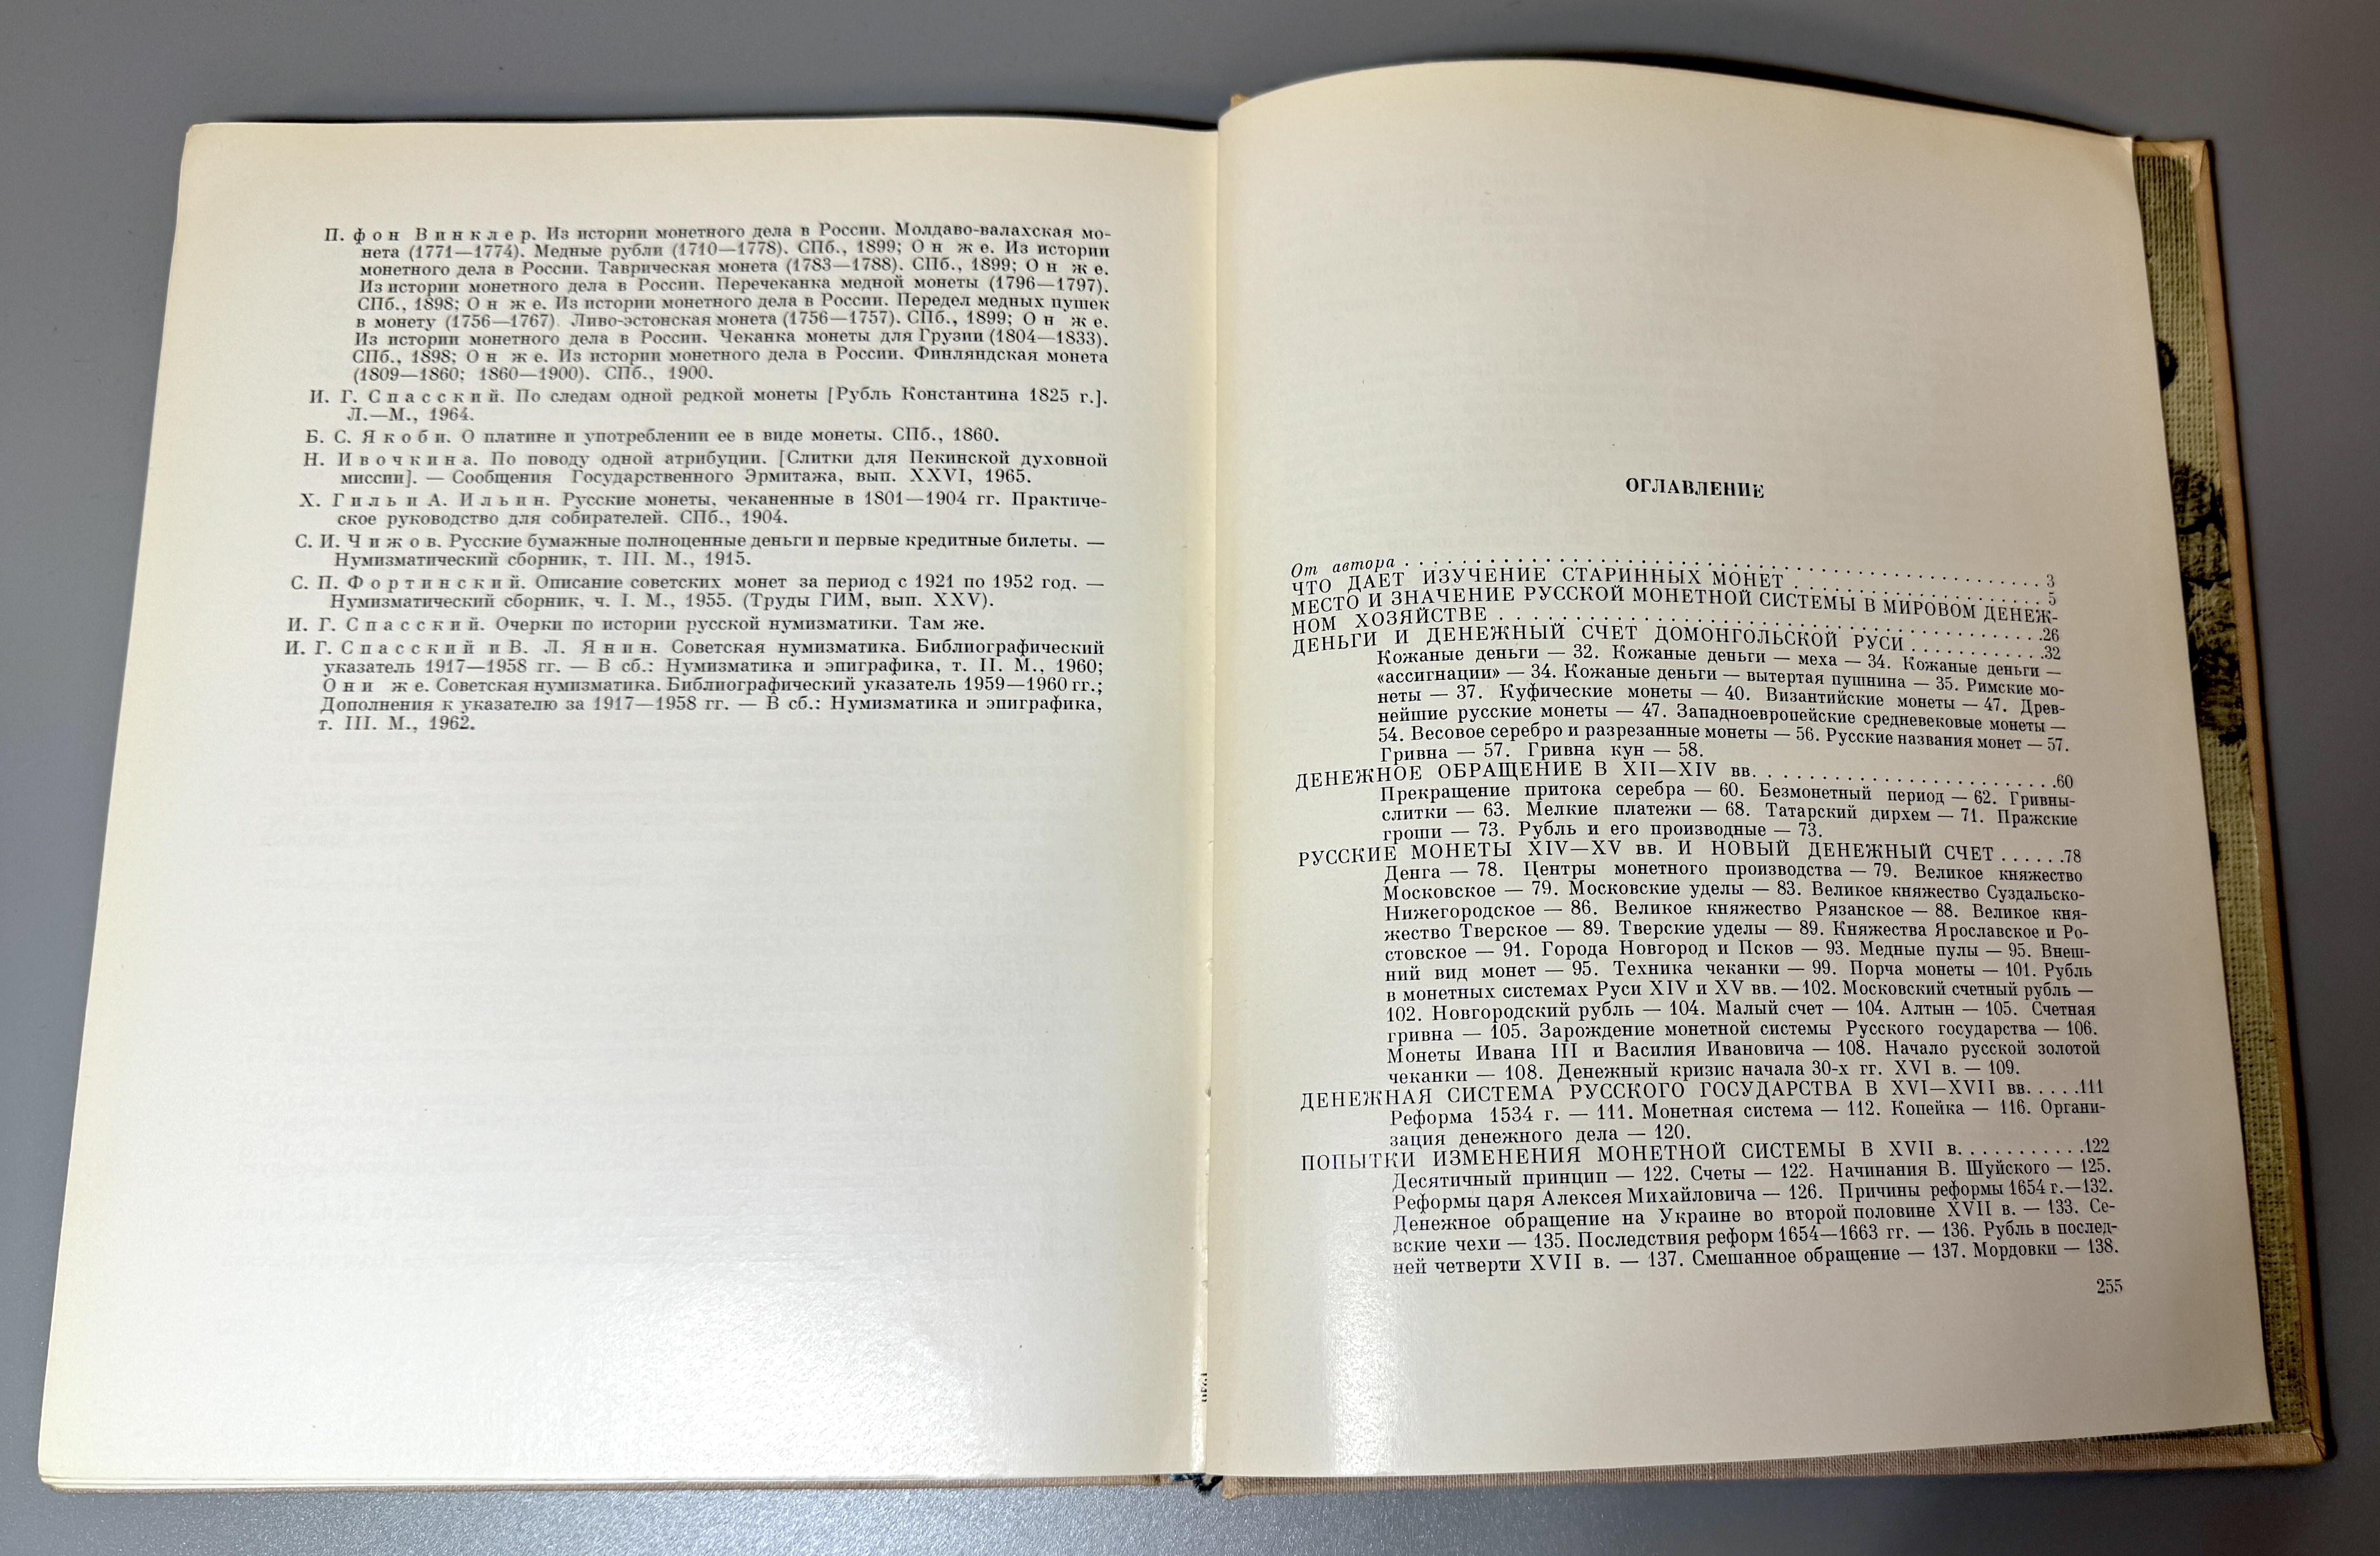 П. фон Винклер. Из истории монетного дела в России. Молдаво-валахская мо-
нета (1771—1774). Медные рубли (1710—1778). СПб., 1899; Он же. Из истории
монетного дела в России. Таврическая монета (1783—1788). СПб., 1899; Он же.
Из истории монетного дела в России. Перечеканка медной монеты (1796—1797).
СПб., 1898; Он же. Из истории монетного дела в России. Передел медных пушек
в монету (1756—1767). Ливо-эстонская монета (1756—1757). СПб., 1899; Он же.
Из истории монетного дела в России. Чеканка монеты для Грузии (1804—1833).
СПб., 1898; Он же. Из истории монетного дела в России. Финляндская монета
(1809—1860; 1860—1900). СПб., 1900.
И. Г. Спасский. По следам одной редкой монеты [Рубль Константина 1825 г.].
Л.—М., 1964.
Б. С. Якоби. О платине и употреблении ее в виде монеты. СПб., 1860.
Н. Ивочкина. По поводу одной атрибуции. [Слитки для Пекинской духовной
миссии]. — Сообщения Государственного Эрмитажа, вып. XXVI, 1965.
Х. Гиль и А. Ильин. Русские монеты, чеканенные в 1801—1904 гг. Практиче-
ское руководство для собирателей. СПб., 1904.
С. И. Чижов. Русские бумажные полноценные деньги и первые кредитные билеты. —
Нумизматический сборник, т. III. М., 1915.
С. П. Фортинский. Описание советских монет за период с 1921 по 1952 год. —
Нумизматический сборник, ч. I. М., 1955. (Труды ГИМ, вып. XXV).
И. Г. Спасский. Очерки по истории русской нумизматики. Там же.
И. Г. Спасский и В. Л. Янин. Советская нумизматика. Библиографический
указатель 1917—1958 гг. — В сб.: Нумизматика и эпиграфика, т. II. М., 1960;
Они же. Советская нумизматика. Библиографический указатель 1959—1960 гг.;
Дополнения к указателю за 1917—1958 гг. — В сб.: Нумизматика и эпиграфика,
т. III. М., 1962.
ОГЛАВЛЕНИЕ
От автора . . . . . . . . . . 3
ЧТО ДАЕТ ИЗУЧЕНИЕ СТАРИННЫХ МОНЕТ . . . . . . . . . . 5
МЕСТО И ЗНАЧЕНИЕ РУССКОЙ МОНЕТНОЙ СИСТЕМЫ В МИРОВОМ ДЕНЕЖ-
НОМ ХОЗЯЙСТВЕ . . . . . . . . . . 26
ДЕНЬГИ И ДЕНЕЖНЫЙ СЧЕТ ДОМОНГОЛЬСКОЙ РУСИ . . . . . . . . . . 32
Кожаные деньги — 32. Кожаные деньги — меха — 34. Кожаные деньги —
«ассигнации» — 34. Кожаные деньги — вытертая пушнина — 35. Римские мо-
неты — 37. Куфические монеты — 40. Византийские монеты — 47. Древ-
нейшие русские монеты — 47. Западноевропейские средневековые монеты —
54. Весовое серебро и разрезанные монеты — 56. Русские названия монет — 57.
Гривна — 57. Гривна кун — 58.
ДЕНЕЖНОЕ ОБРАЩЕНИЕ В XII—XIV вв. . . . . . . . . . . 60
Прекращение притока серебра — 60. Безмонетный период — 62. Гривны-
слитки — 63. Мелкие платежи — 68. Татарский дирхем — 71. Пражские
гроши — 73. Рубль и его производные — 73.
РУССКИЕ МОНЕТЫ XIV—XV вв. И НОВЫЙ ДЕНЕЖНЫЙ СЧЕТ . . . . . . 78
Денга — 78. Центры монетного производства — 79. Великое княжество
Московское — 79. Московские уделы — 83. Великое княжество Суздальско-
Нижегородское — 86. Великое княжество Рязанское — 88. Великое кня-
жество Тверское — 89. Тверские уделы — 89. Княжества Ярославское и Ро-
стовское — 91. Города Новгород и Псков — 93. Медные пулы — 95. Внеш-
ний вид монет — 95. Техника чеканки — 99. Порча монеты — 101. Рубль
в монетных системах Руси XIV и XV вв. — 102. Московский счетный рубль —
102. Новгородский рубль — 104. Малый счет — 104. Алтын — 105. Счетная
гривна — 105. Зарождение монетной системы Русского государства — 106.
Монеты Ивана III и Василия Ивановича — 108. Начало русской золотой
чеканки — 108. Денежный кризис начала 30-х гг. XVI в. — 109.
ДЕНЕЖНАЯ СИСТЕМА РУССКОГО ГОСУДАРСТВА В XVI—XVII вв. . . . . 111
Реформа 1534 г. — 111. Монетная система — 112. Копейка — 116. Органи-
зация денежного дела — 120.
ПОПЫТКИ ИЗМЕНЕНИЯ МОНЕТНОЙ СИСТЕМЫ В XVII в. . . . . . . . . . . 122
Десятичный принцип — 122. Счеты — 122. Начинания В. Шуйского — 125.
Реформы царя Алексея Михайловича — 126. Причины реформы 1654 г.—132.
Денежное обращение на Украине во второй половине XVII в. — 133. Се-
вские чехи — 135. Последствия реформ 1654—1663 гг. — 136. Рубль в послед-
ней четверти XVII в. — 137. Смешанное обращение — 137. Мордовки — 138.
255